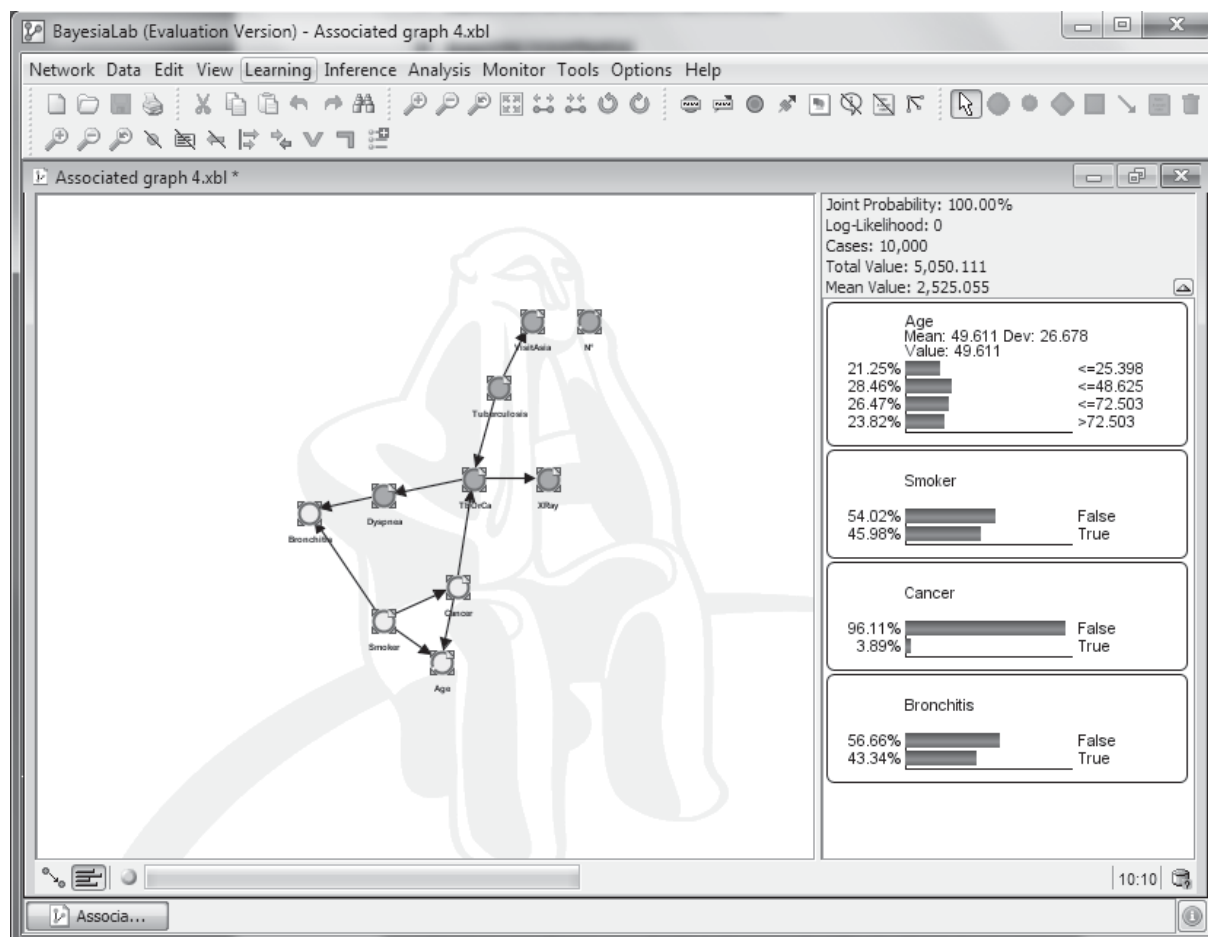 BayesiaLab (Evaluation Version) - Associated graph 4.xbl
Network Data Edit View Learning Inference Analysis Monitor Tools Options Help
Associated graph 4.xbl *
Joint Probability: 100.00%
Log-Likelihood: 0
Cases: 10,000
Total Value: 5,050.111
Mean Value: 2,525.055
VisitAsia
N°
Tuberculosis
TbOrCa
XRay
Dyspnea
Bronchitis
Cancer
Smoker
Age
Age
Mean: 49.611 Dev: 26.678
Value: 49.611
21.25% <=25.398
28.46% <=48.625
26.47% <=72.503
23.82% >72.503
Smoker
54.02% False
45.98% True
Cancer
96.11% False
3.89% True
Bronchitis
56.66% False
43.34% True
10:10
Associa...